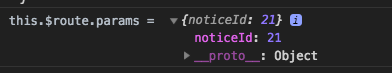 this.$route.params = ▼{noticeId: 21} i
noticeId: 21
▶__proto__: Object